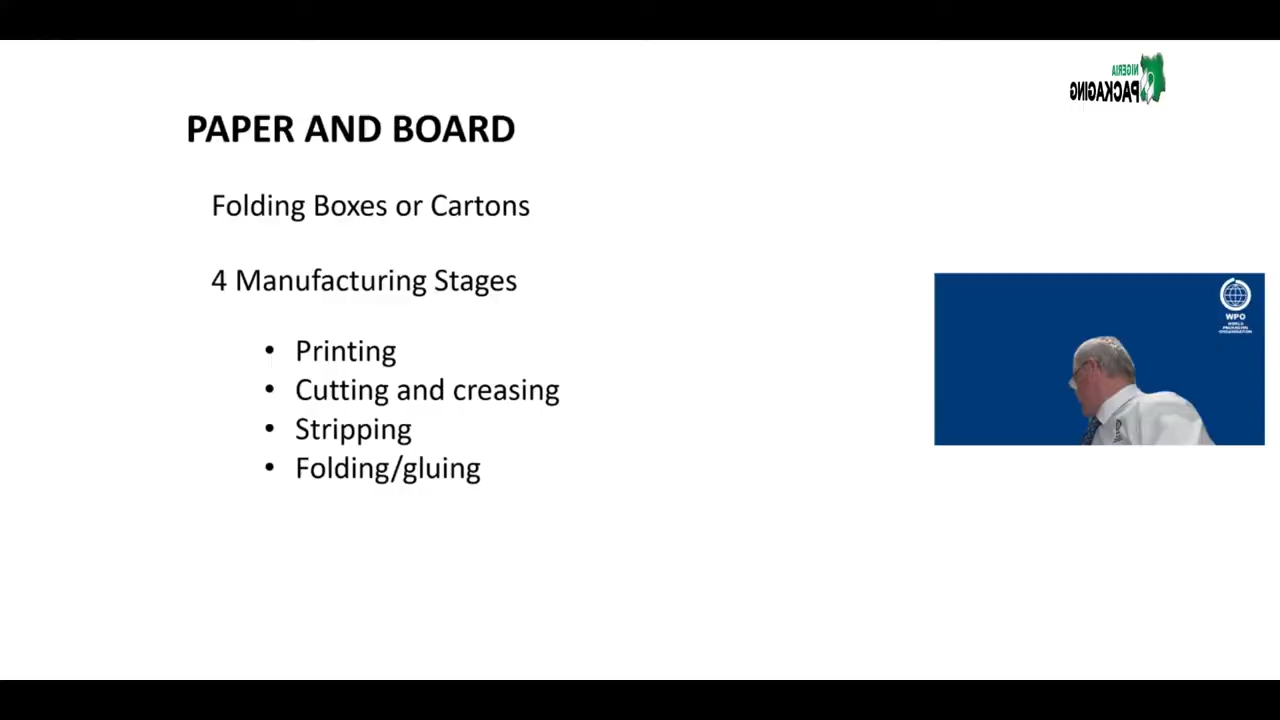 NIGERIA
PACKAGING
PAPER AND BOARD
Folding Boxes or Cartons
4 Manufacturing Stages
• Printing
• Cutting and creasing
• Stripping
• Folding/gluing
WPO
WORLD
PACKAGING
ORGANISATION